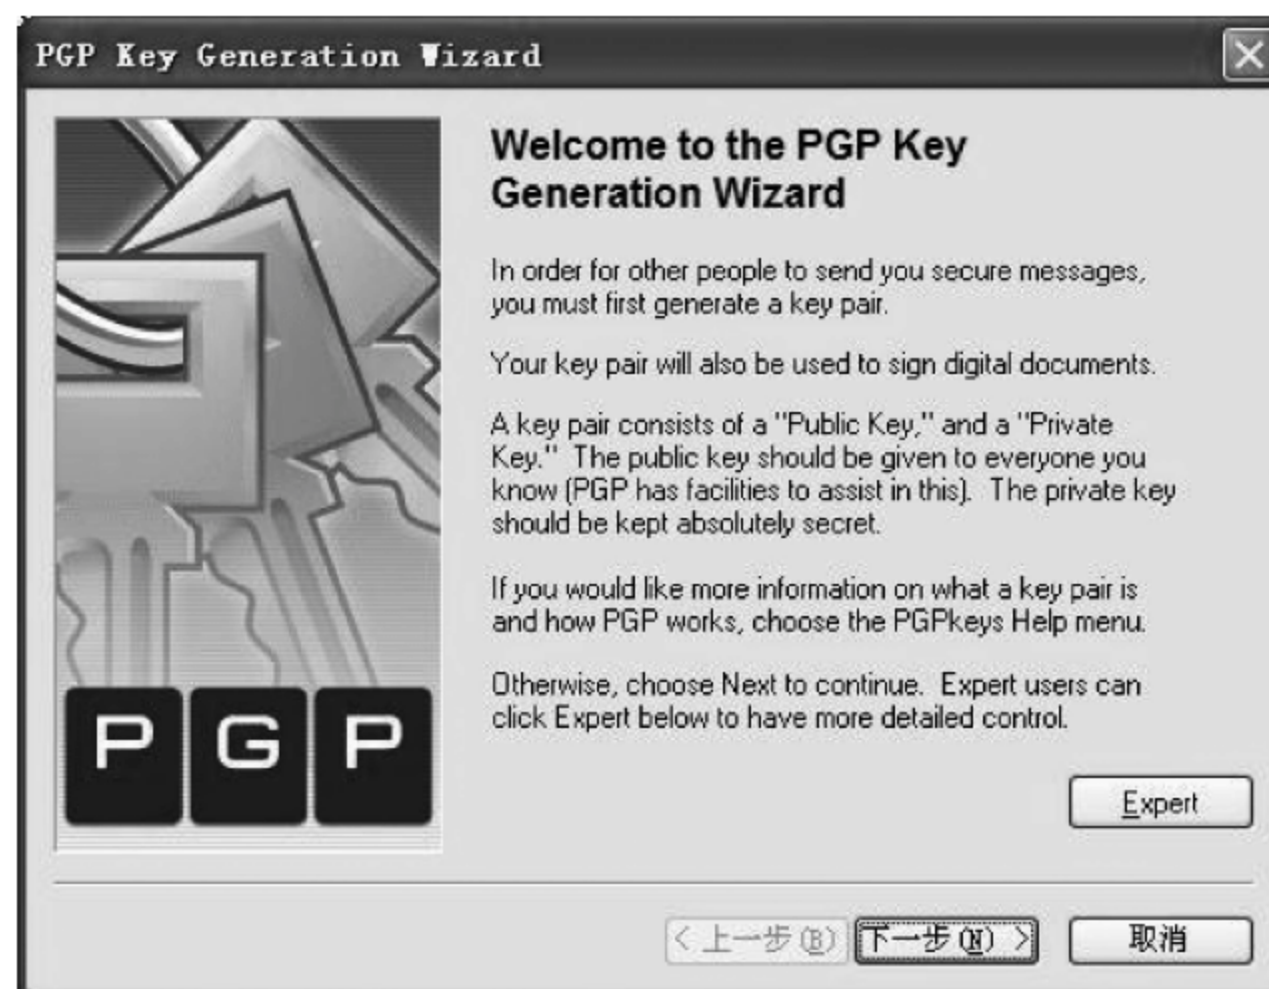 PGP Key Generation Wizard
Welcome to the PGP Key
Generation Wizard
In order for other people to send you secure messages,
you must first generate a key pair.
Your key pair will also be used to sign digital documents.
A key pair consists of a "Public Key," and a "Private
Key."  The public key should be given to everyone you
know (PGP has facilities to assist in this).  The private key
should be kept absolutely secret.
If you would like more information on what a key pair is
and how PGP works, choose the PGPkeys Help menu.
Otherwise, choose Next to continue.  Expert users can
click Expert below to have more detailed control.
P G P
Expert
< 上一步(B) 下一步(N) > 取消